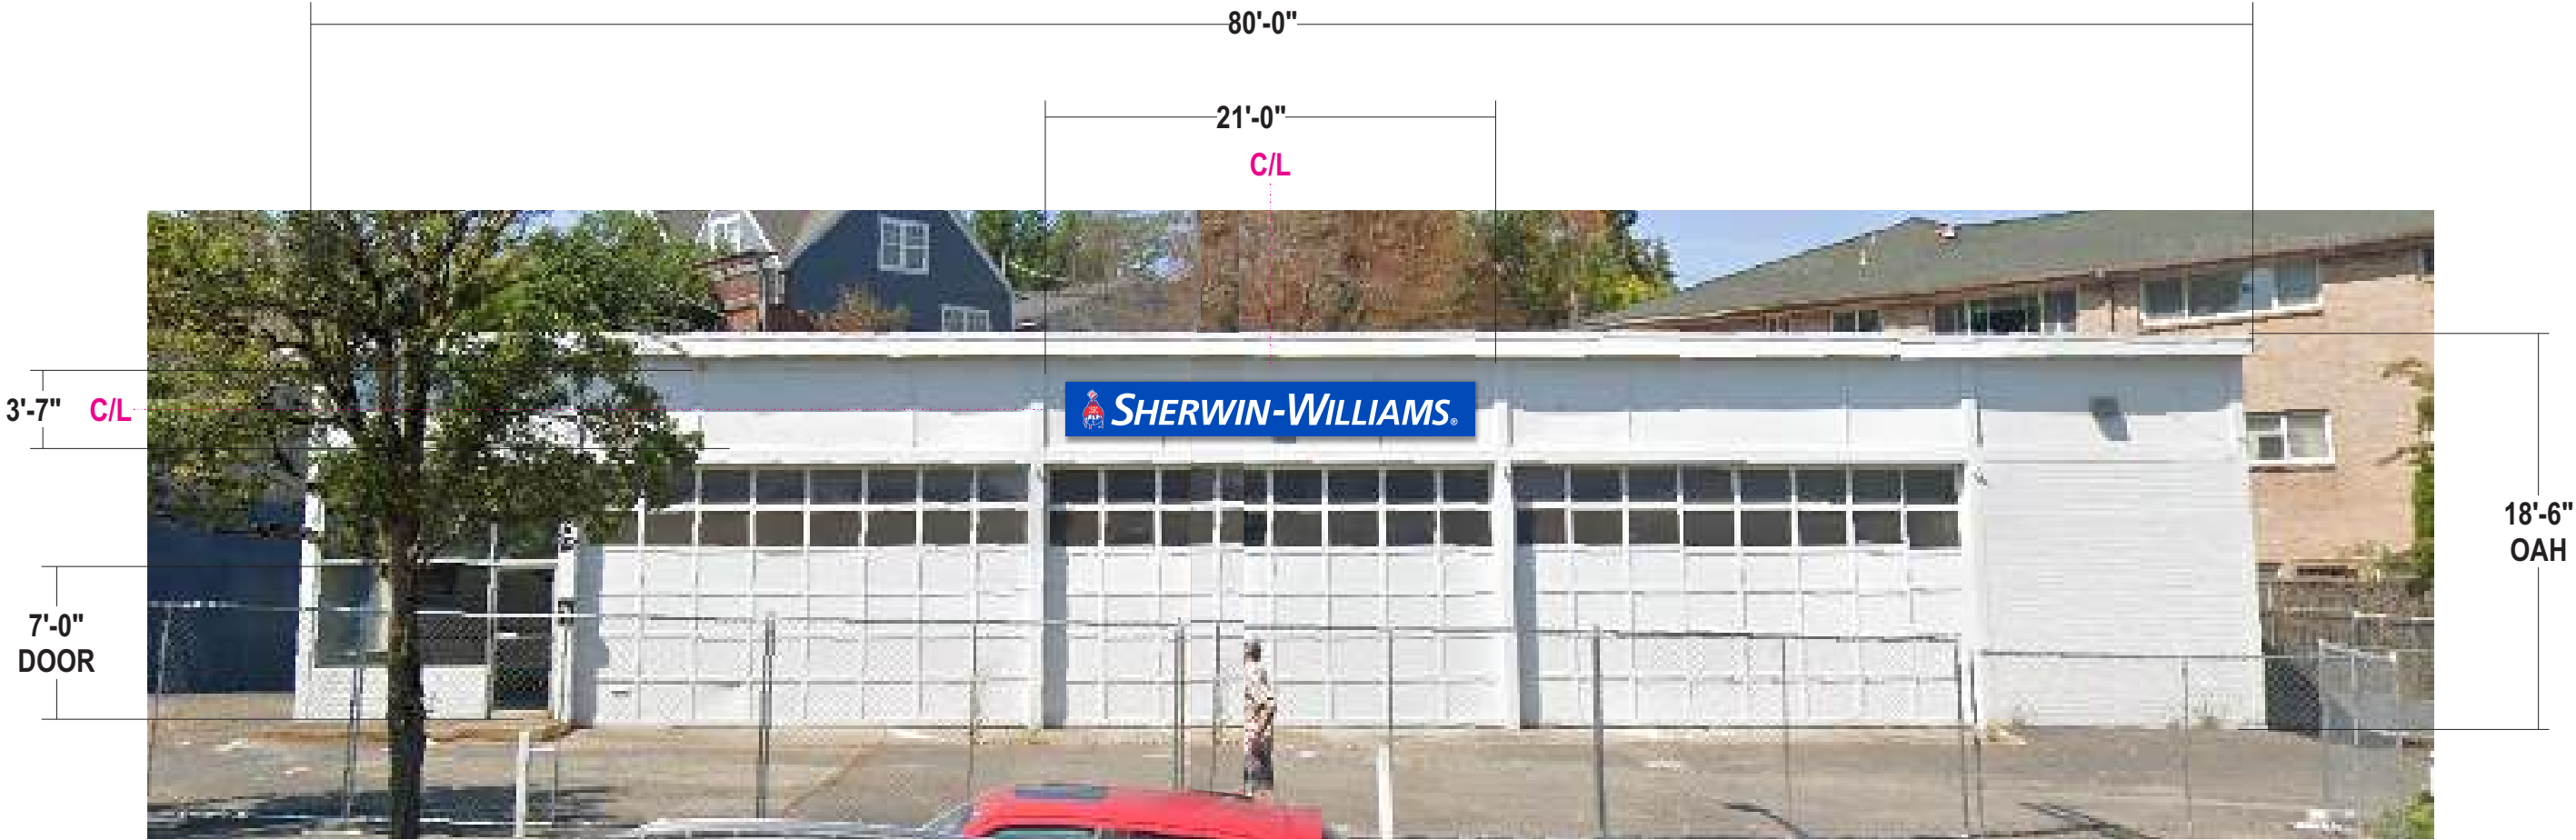 80'-0"
21'-0"
C/L
3'-7" C/L
SHERWIN-WILLIAMS®
18'-6"
OAH
7'-0"
DOOR